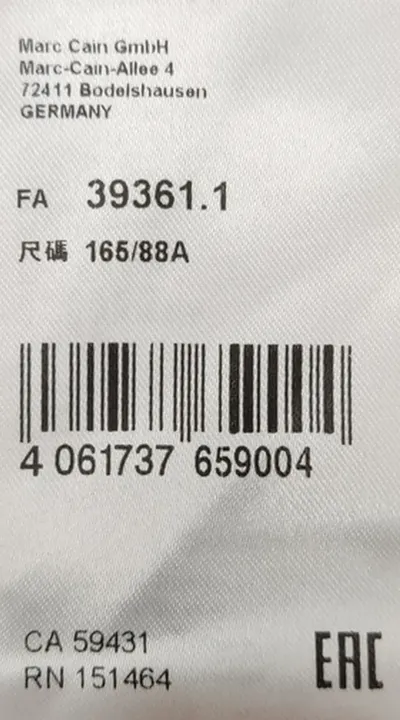 Marc Cain GmbH
Marc-Cain-Allee 4
72411 Bodelshausen
GERMANY
FA 39361.1
尺碼 165/88A
4 061737 659004
CA 59431
RN 151464
EAC